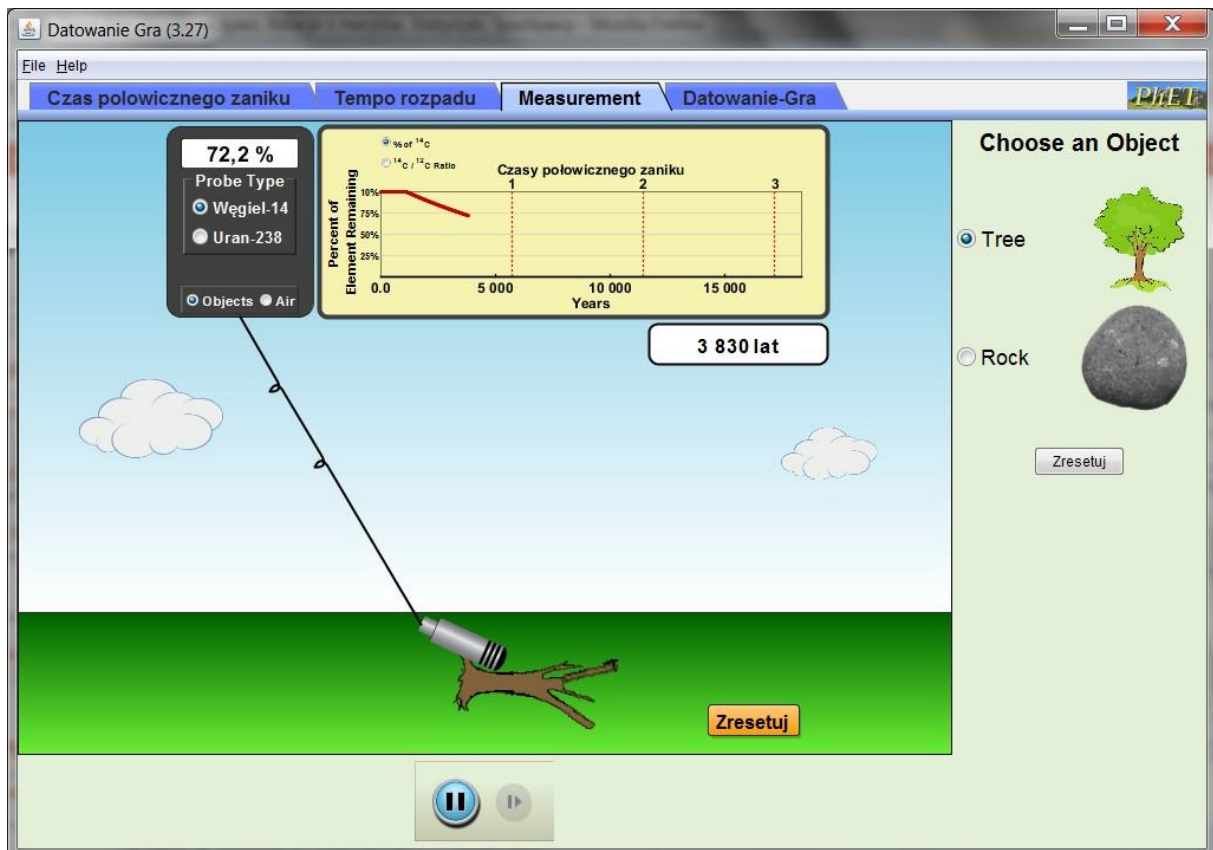 Datowanie Gra (3.27)
File Help
Czas polowicznego zaniku Tempo rozpadu Measurement Datowanie-Gra
PhET
72,2 %
Probe Type
Węgiel-14
Uran-238
Objects Air
% of 14C
14C / 12C Ratio
Czasy połowicznego zaniku
1 2 3
Percent of
Element Remaining
10%
75%
50%
25%
0.0 5 000 10 000 15 000
Years
3 830 lat
Zresetuj
Choose an Object
Tree
Rock
Zresetuj